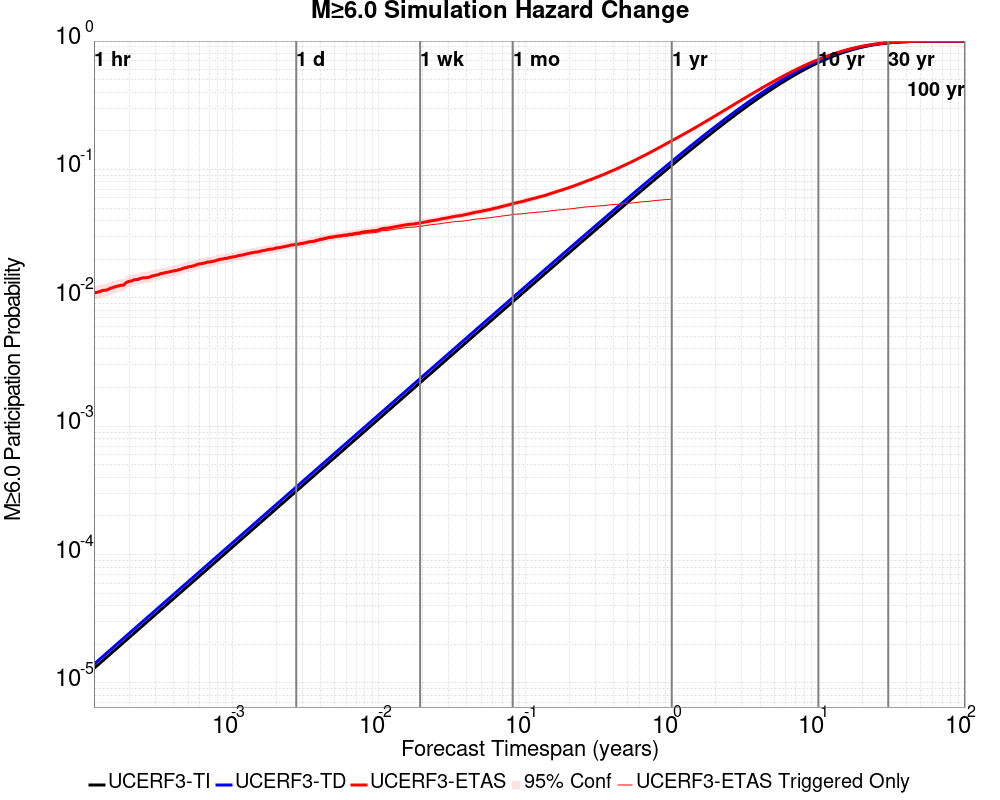 M≥6.0 Simulation Hazard Change
10^0
10^-1
10^-2
10^-3
10^-4
10^-5
M≥6.0 Participation Probability
1 hr
1 d
1 wk
1 mo
1 yr
10 yr
30 yr
100 yr
10^-3
10^-2
10^-1
10^0
10^1
10^2
Forecast Timespan (years)
UCERF3-TI UCERF3-TD UCERF3-ETAS 95% Conf UCERF3-ETAS Triggered Only